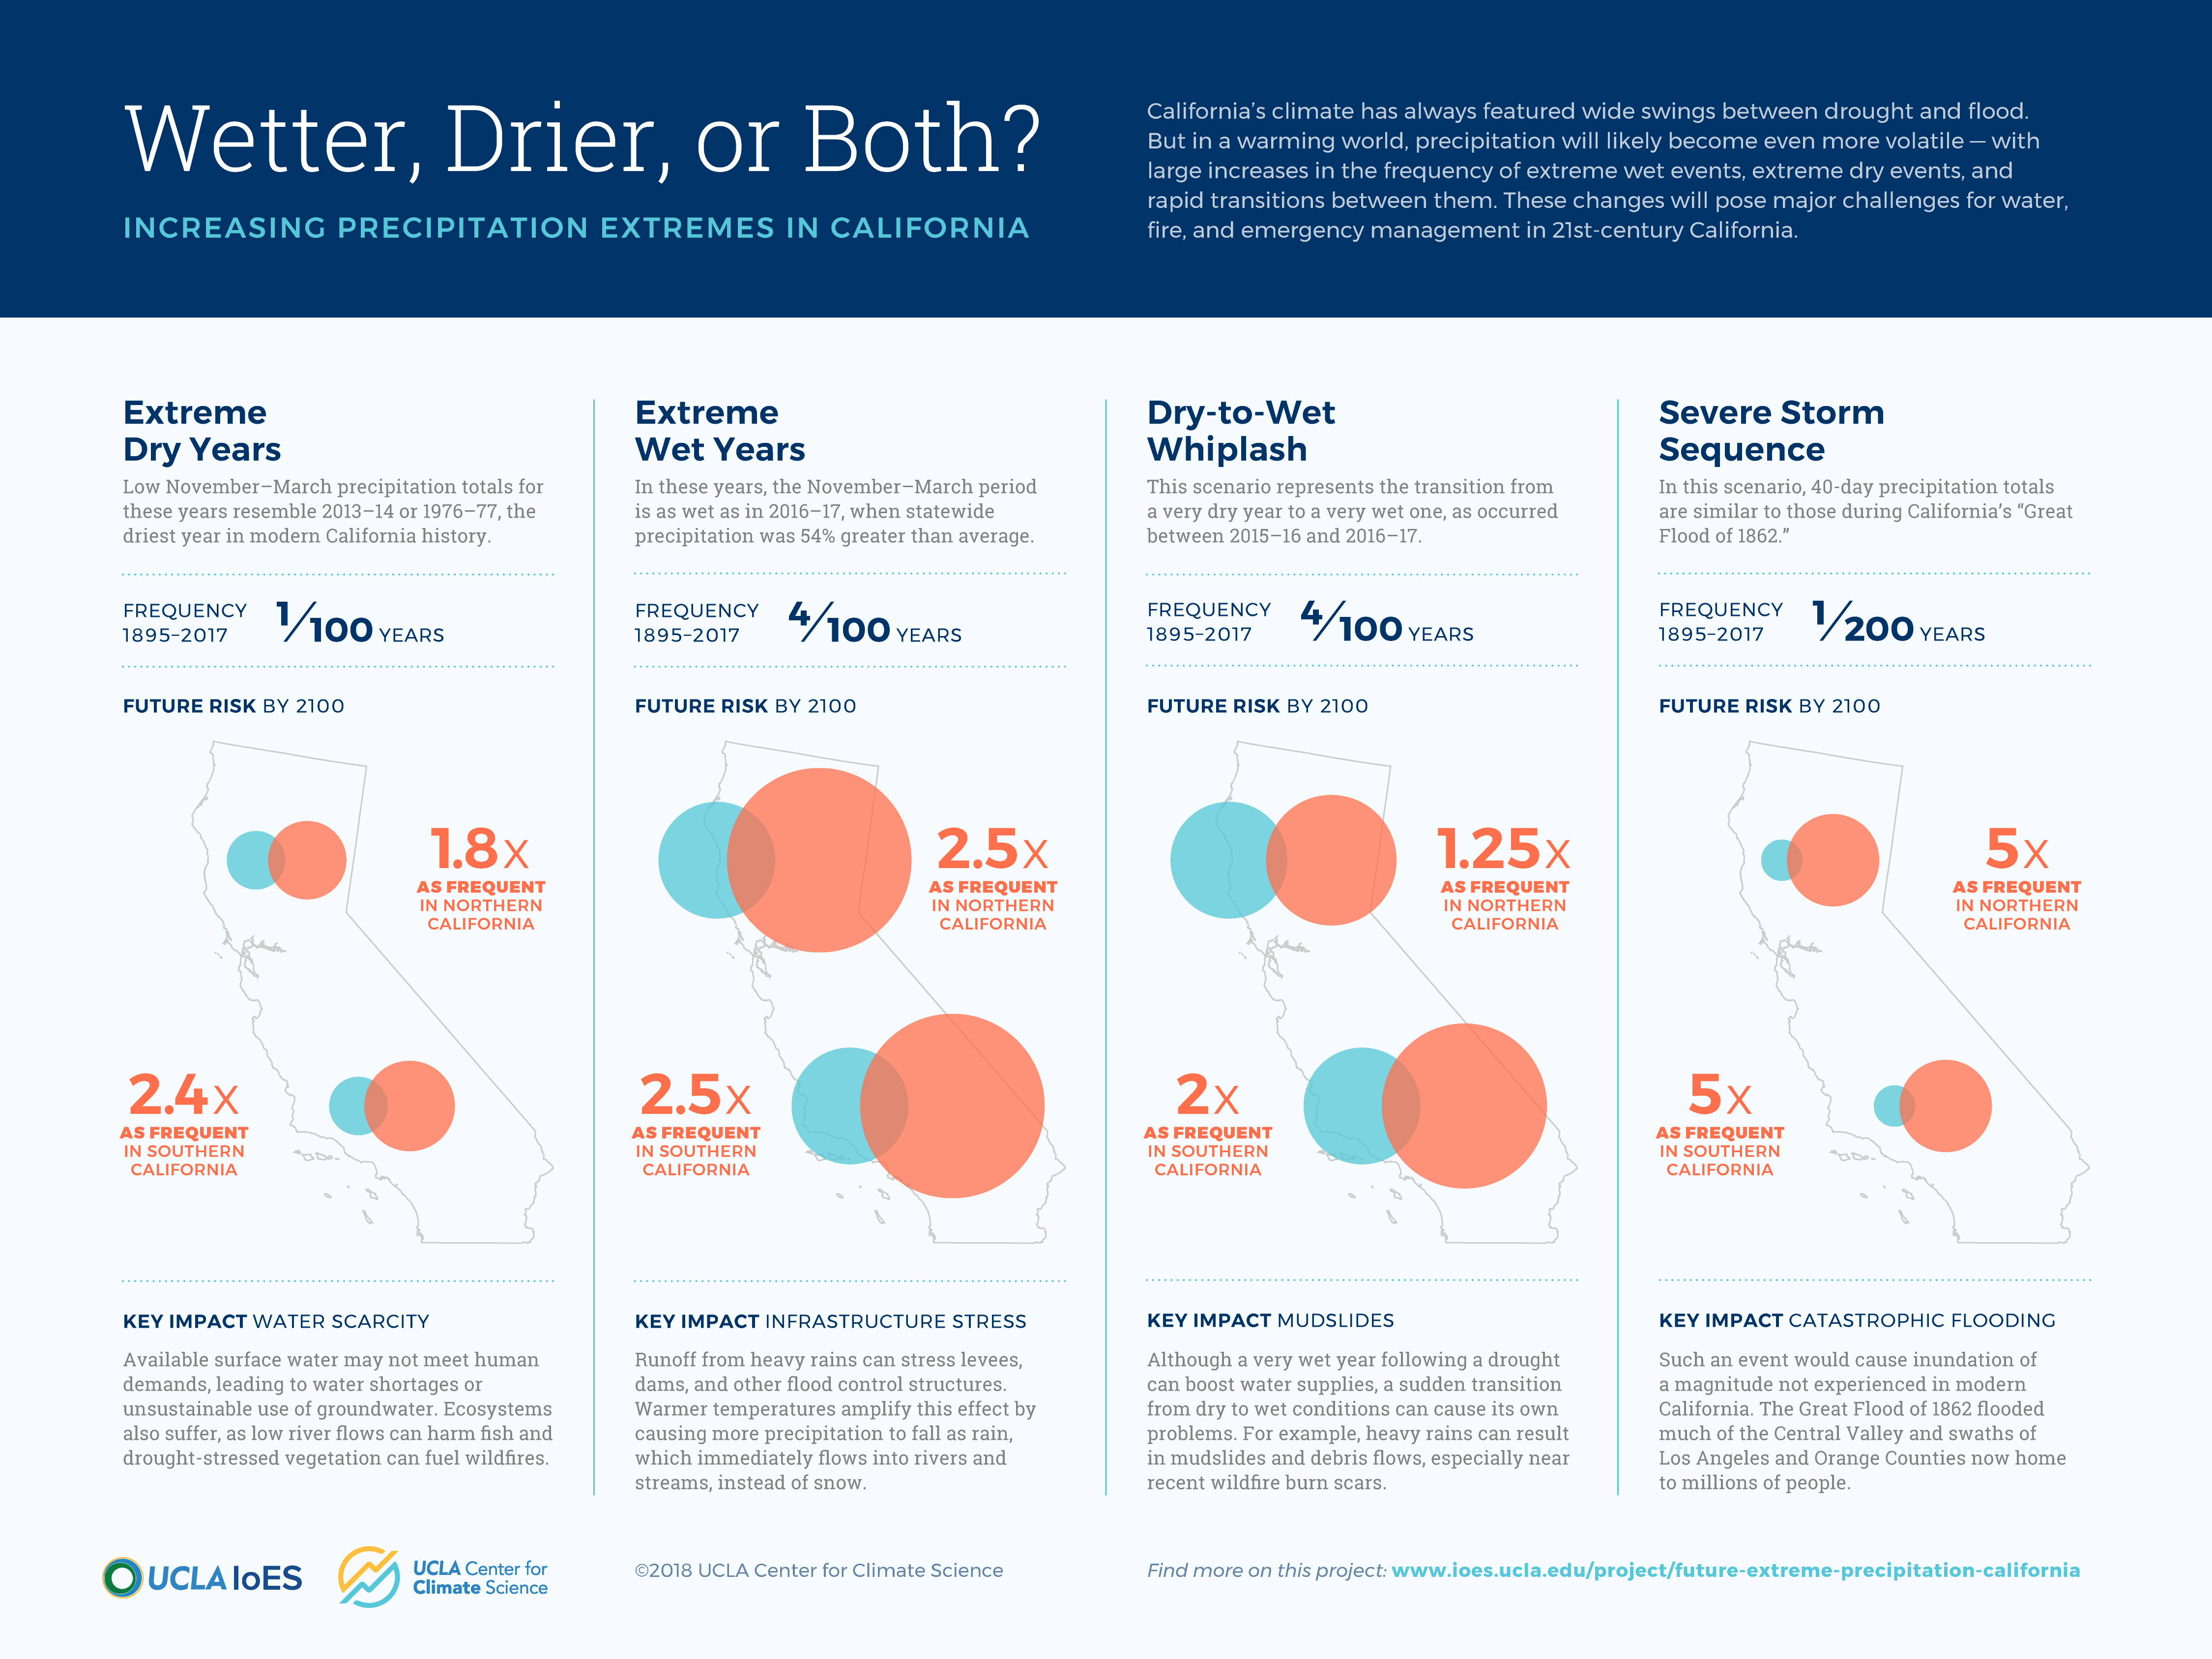 Wetter, Drier, or Both?
INCREASING PRECIPITATION EXTREMES IN CALIFORNIA
California's climate has always featured wide swings between drought and flood.
But in a warming world, precipitation will likely become even more volatile — with
large increases in the frequency of extreme wet events, extreme dry events, and
rapid transitions between them. These changes will pose major challenges for water,
fire, and emergency management in 21st-century California.
Extreme
Dry Years
Low November–March precipitation totals for
these years resemble 2013–14 or 1976–77, the
driest year in modern California history.
FREQUENCY
1895–2017
1/100 YEARS
FUTURE RISK BY 2100
1.8X
AS FREQUENT
IN NORTHERN
CALIFORNIA
2.4X
AS FREQUENT
IN SOUTHERN
CALIFORNIA
KEY IMPACT WATER SCARCITY
Available surface water may not meet human
demands, leading to water shortages or
unsustainable use of groundwater. Ecosystems
also suffer, as low river flows can harm fish and
drought-stressed vegetation can fuel wildfires.
Extreme
Wet Years
In these years, the November–March period
is as wet as in 2016–17, when statewide
precipitation was 54% greater than average.
FREQUENCY
1895–2017
4/100 YEARS
FUTURE RISK BY 2100
2.5X
AS FREQUENT
IN NORTHERN
CALIFORNIA
2.5X
AS FREQUENT
IN SOUTHERN
CALIFORNIA
KEY IMPACT INFRASTRUCTURE STRESS
Runoff from heavy rains can stress levees,
dams, and other flood control structures.
Warmer temperatures amplify this effect by
causing more precipitation to fall as rain,
which immediately flows into rivers and
streams, instead of snow.
Dry-to-Wet
Whiplash
This scenario represents the transition from
a very dry year to a very wet one, as occurred
between 2015–16 and 2016–17.
FREQUENCY
1895–2017
4/100 YEARS
FUTURE RISK BY 2100
1.25X
AS FREQUENT
IN NORTHERN
CALIFORNIA
2X
AS FREQUENT
IN SOUTHERN
CALIFORNIA
KEY IMPACT MUDSLIDES
Although a very wet year following a drought
can boost water supplies, a sudden transition
from dry to wet conditions can cause its own
problems. For example, heavy rains can result
in mudslides and debris flows, especially near
recent wildfire burn scars.
Severe Storm
Sequence
In this scenario, 40-day precipitation totals
are similar to those during California's “Great
Flood of 1862.”
FREQUENCY
1895–2017
1/200 YEARS
FUTURE RISK BY 2100
5X
AS FREQUENT
IN NORTHERN
CALIFORNIA
5X
AS FREQUENT
IN SOUTHERN
CALIFORNIA
KEY IMPACT CATASTROPHIC FLOODING
Such an event would cause inundation of
a magnitude not experienced in modern
California. The Great Flood of 1862 flooded
much of the Central Valley and swaths of
Los Angeles and Orange Counties now home
to millions of people.
UCLA IoES
UCLA Center for
Climate Science
©2018 UCLA Center for Climate Science
Find more on this project: www.ioes.ucla.edu/project/future-extreme-precipitation-california